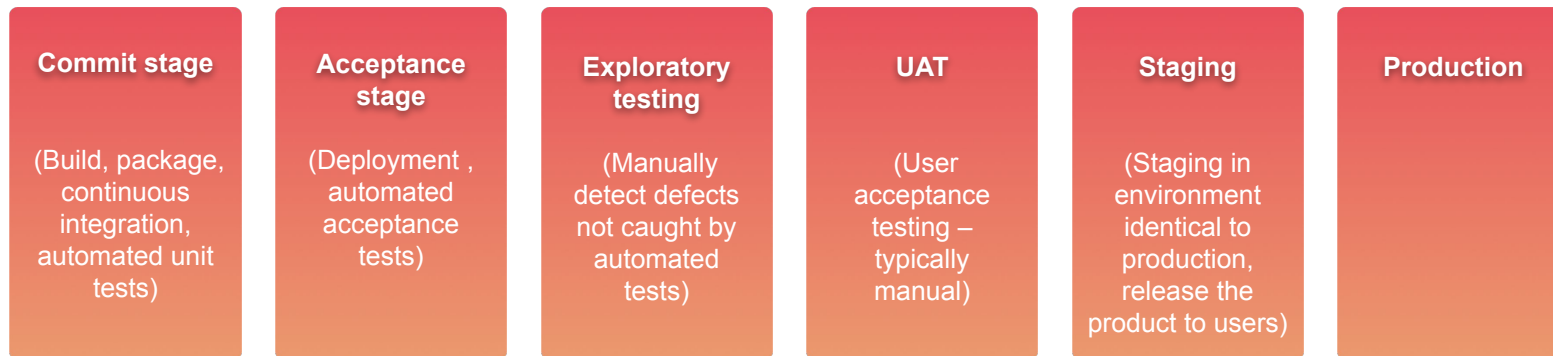 Commit stage
(Build, package,
continuous
integration,
automated unit
tests)
Acceptance
stage
(Deployment ,
automated
acceptance
tests)
Exploratory
testing
(Manually
detect defects
not caught by
automated
tests)
UAT
(User
acceptance
testing –
typically
manual)
Staging
(Staging in
environment
identical to
production,
release the
product to users)
Production